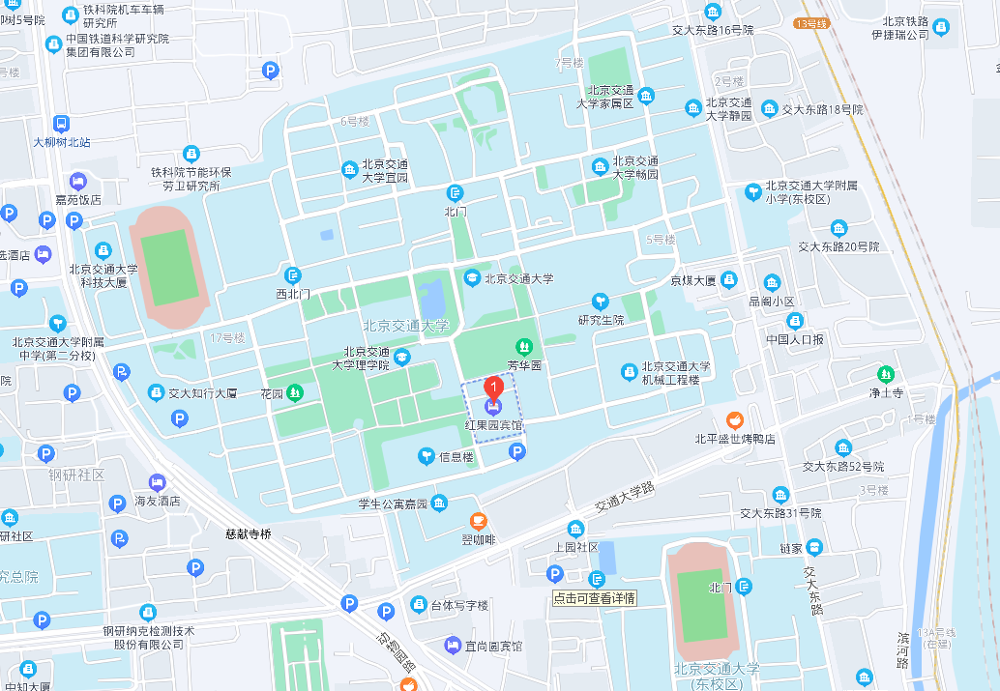 铁科院机车车辆
研究所
柳树5号院
中国铁道科学研究院
集团有限公司
号楼
P
大柳树北站
铁科院节能环保
劳卫研究所
嘉苑饭店
6号楼
7号楼
交大东路16号院
13号线
北京铁路
伊捷瑞公司
2号楼
北京交通
大学家属区
北京交通
大学静园
交大东路18号院
北京交通
大学宜园
北京交通
大学畅园
北门
北京交通大学附属
小学(东校区)
交大东路20号院
5号楼
选酒店
北京交通大学
科技大厦
西北门
北京交通大学
京煤大厦
品阁小区
北京交通大学
研究生院
中国人口报
北京交通大学附属
中学(第二分校)
17号楼
北京交通
大学理学院
芳华园
北京交通大学
机械工程楼
交大知行大厦
花园
1
红果园宾馆
净土寺
1号楼
北平盛世烤鸭店
院
信息楼
钢研社区
海友酒店
学生公寓嘉园
交通大学路
交大东路52号院
3号楼
交大东路31号院
研社区
慈献寺桥
翌咖啡
上园社区
链家
究总院
点击可查看详情
北门
交大东路
台体写字楼
钢研纳克检测技术
股份有限公司
动物园路
宜尚圆宾馆
13A号线
(在建)
滨河路
北京交通大学
(东校区)
中知大厦